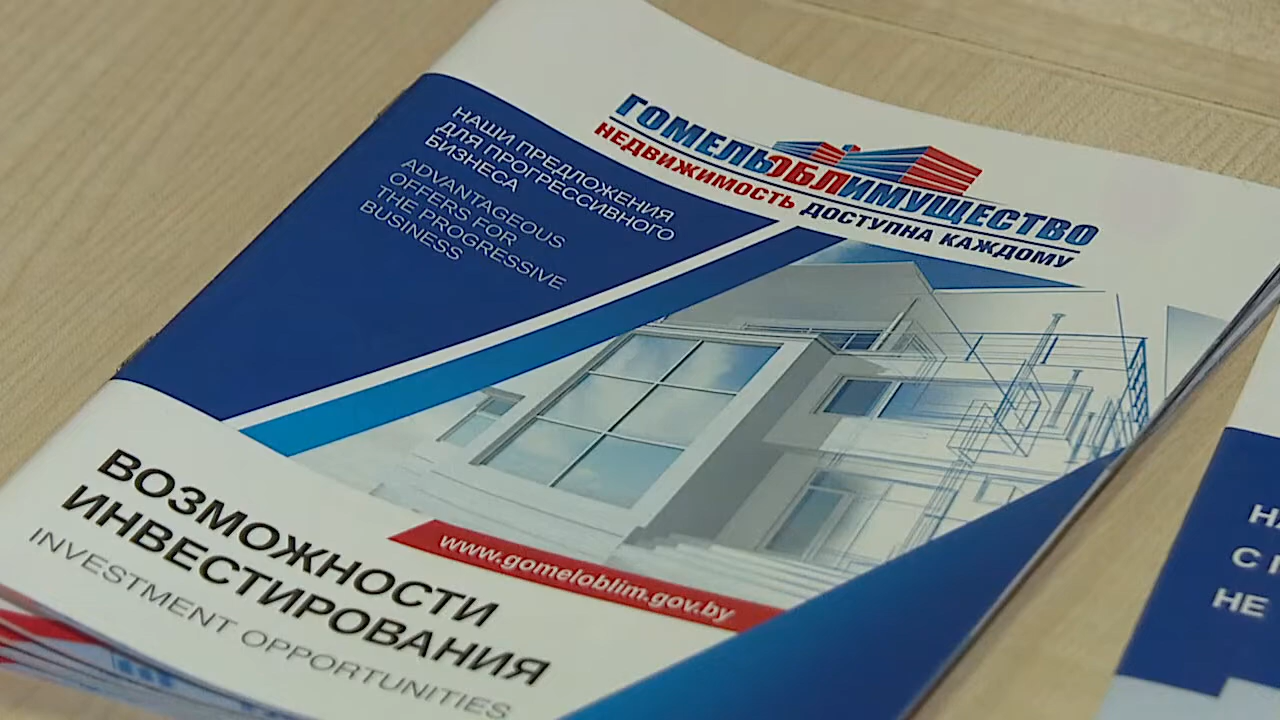 ГОМЕЛЬОБЛИМУЩЕСТВО
НЕДВИЖИМОСТЬ ДОСТУПНА КАЖДОМУ
НАШИ ПРЕДЛОЖЕНИЯ
ДЛЯ ПРОГРЕССИВНОГО
БИЗНЕСА
ADVANTAGEOUS
OFFERS FOR
THE PROGRESSIVE
BUSINESS
www.gomeloblim.gov.by
ВОЗМОЖНОСТИ
ИНВЕСТИРОВАНИЯ
INVESTMENT OPPORTUNITIES
НЕ